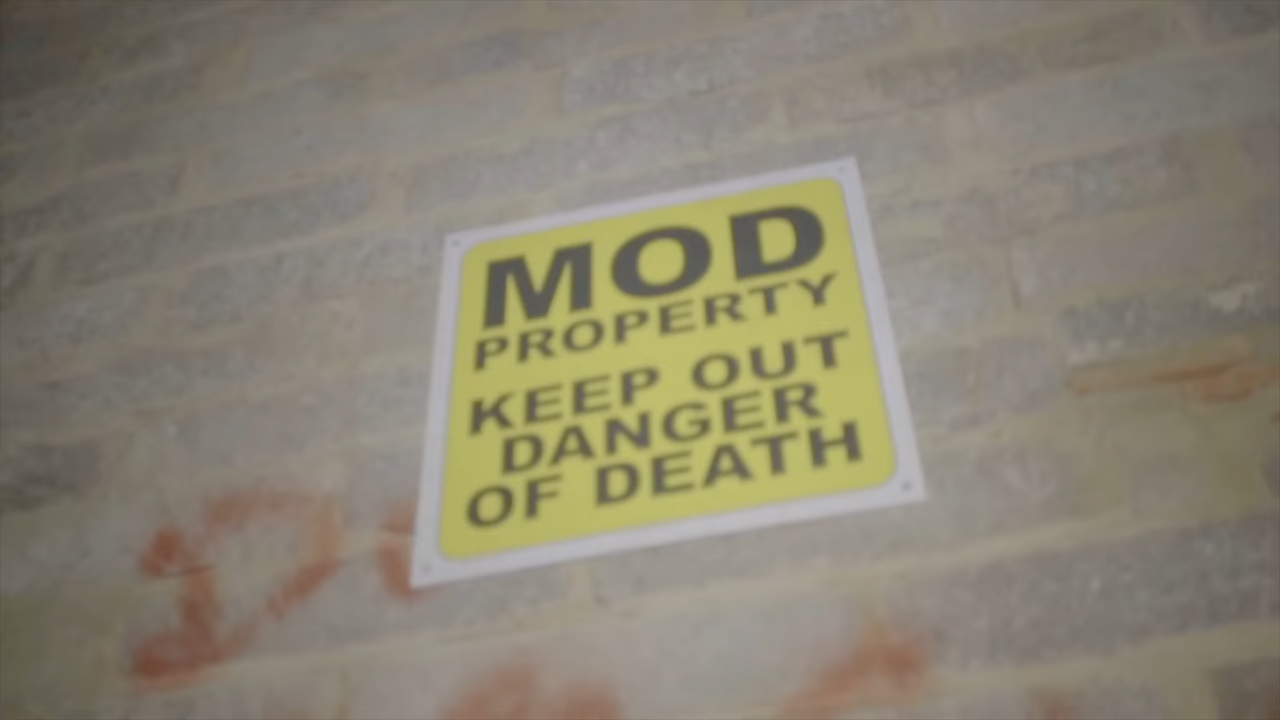 MOD
PROPERTY
KEEP OUT
DANGER
OF DEATH